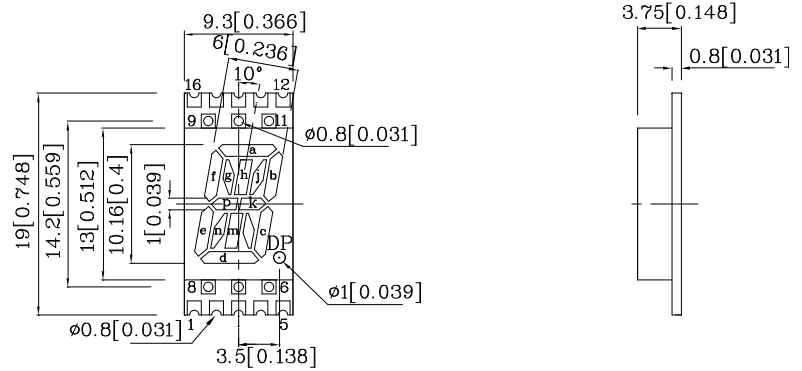 9.3[0.366]
6[0.236]
10°
16
12
9
11
ø0.8[0.031]
a
f
g
h
j
b
p
k
e
n
m
c
d
DP
8
6
1
5
ø1[0.039]
ø0.8[0.031]
3.5[0.138]
19[0.748]
14.2[0.559]
13[0.512]
10.16[0.4]
1[0.039]
3.75[0.148]
0.8[0.031]